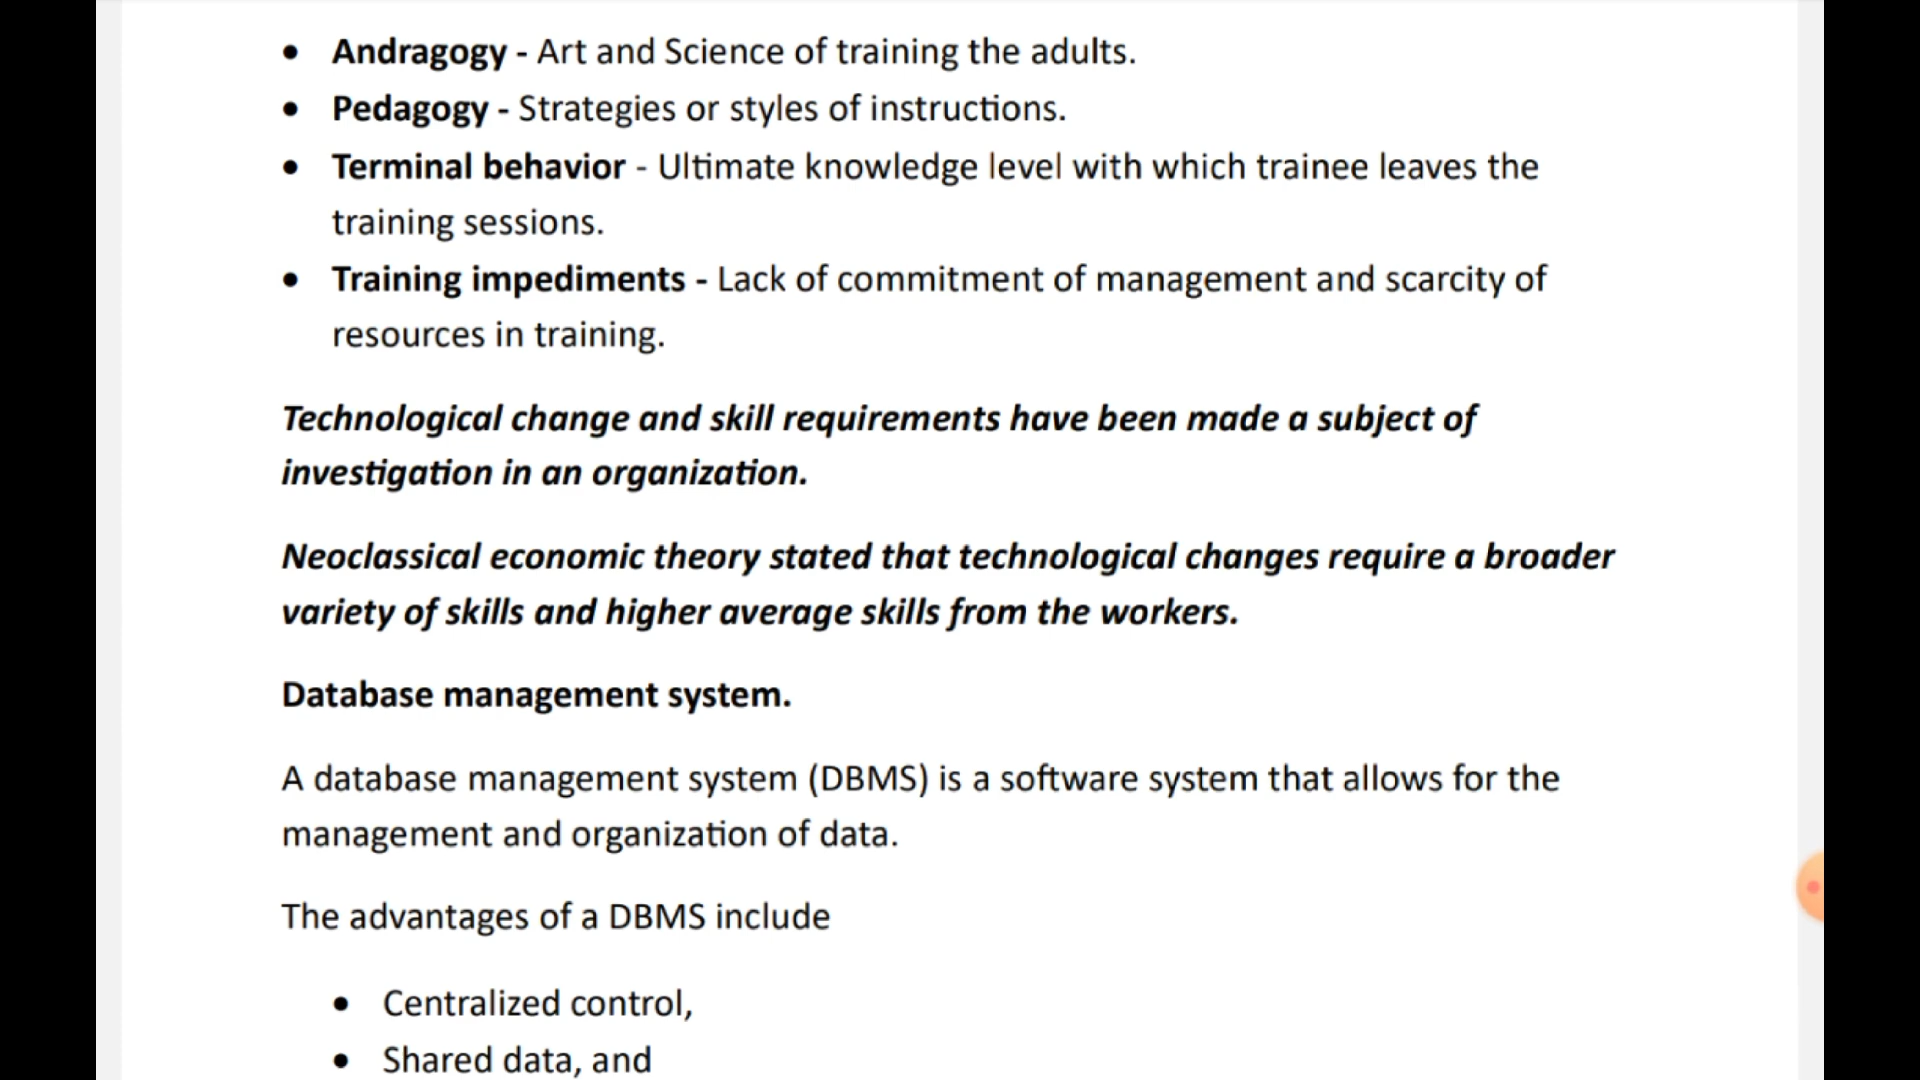 • Andragogy - Art and Science of training the adults.
• Pedagogy - Strategies or styles of instructions.
• Terminal behavior - Ultimate knowledge level with which trainee leaves the
training sessions.
• Training impediments - Lack of commitment of management and scarcity of
resources in training.
Technological change and skill requirements have been made a subject of
investigation in an organization.
Neoclassical economic theory stated that technological changes require a broader
variety of skills and higher average skills from the workers.
Database management system.
A database management system (DBMS) is a software system that allows for the
management and organization of data.
The advantages of a DBMS include
• Centralized control,
• Shared data, and